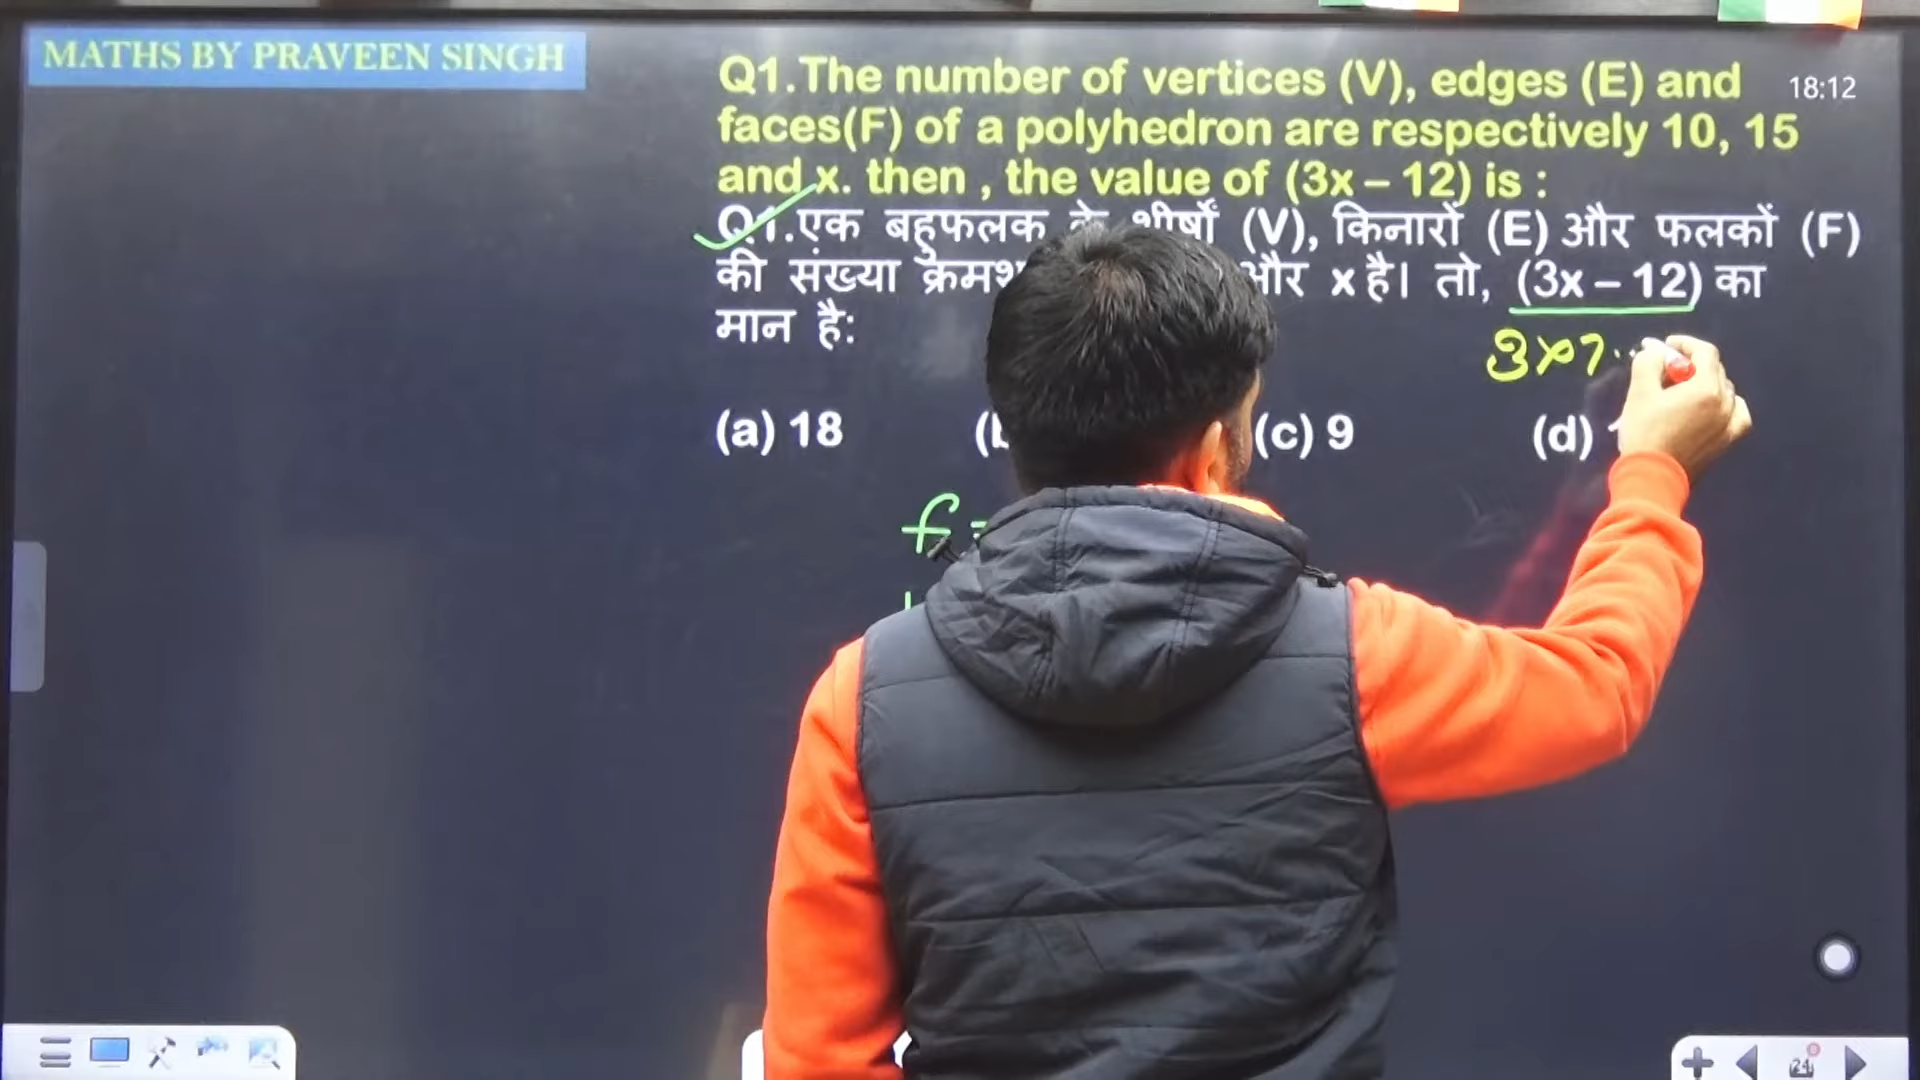 MATHS BY PRAVEEN SINGH
Q1.The number of vertices (V), edges (E) and
18:12
faces(F) of a polyhedron are respectively 10, 15
and x. then , the value of (3x – 12) is :
Q1.एक बहुफलक के शीर्षों (V), किनारों (E) और फलकों (F)
की संख्या और x है। तो, (3x – 12) का
मान है:
3×7
(a) 18 (c) 9 (d)
f =
24